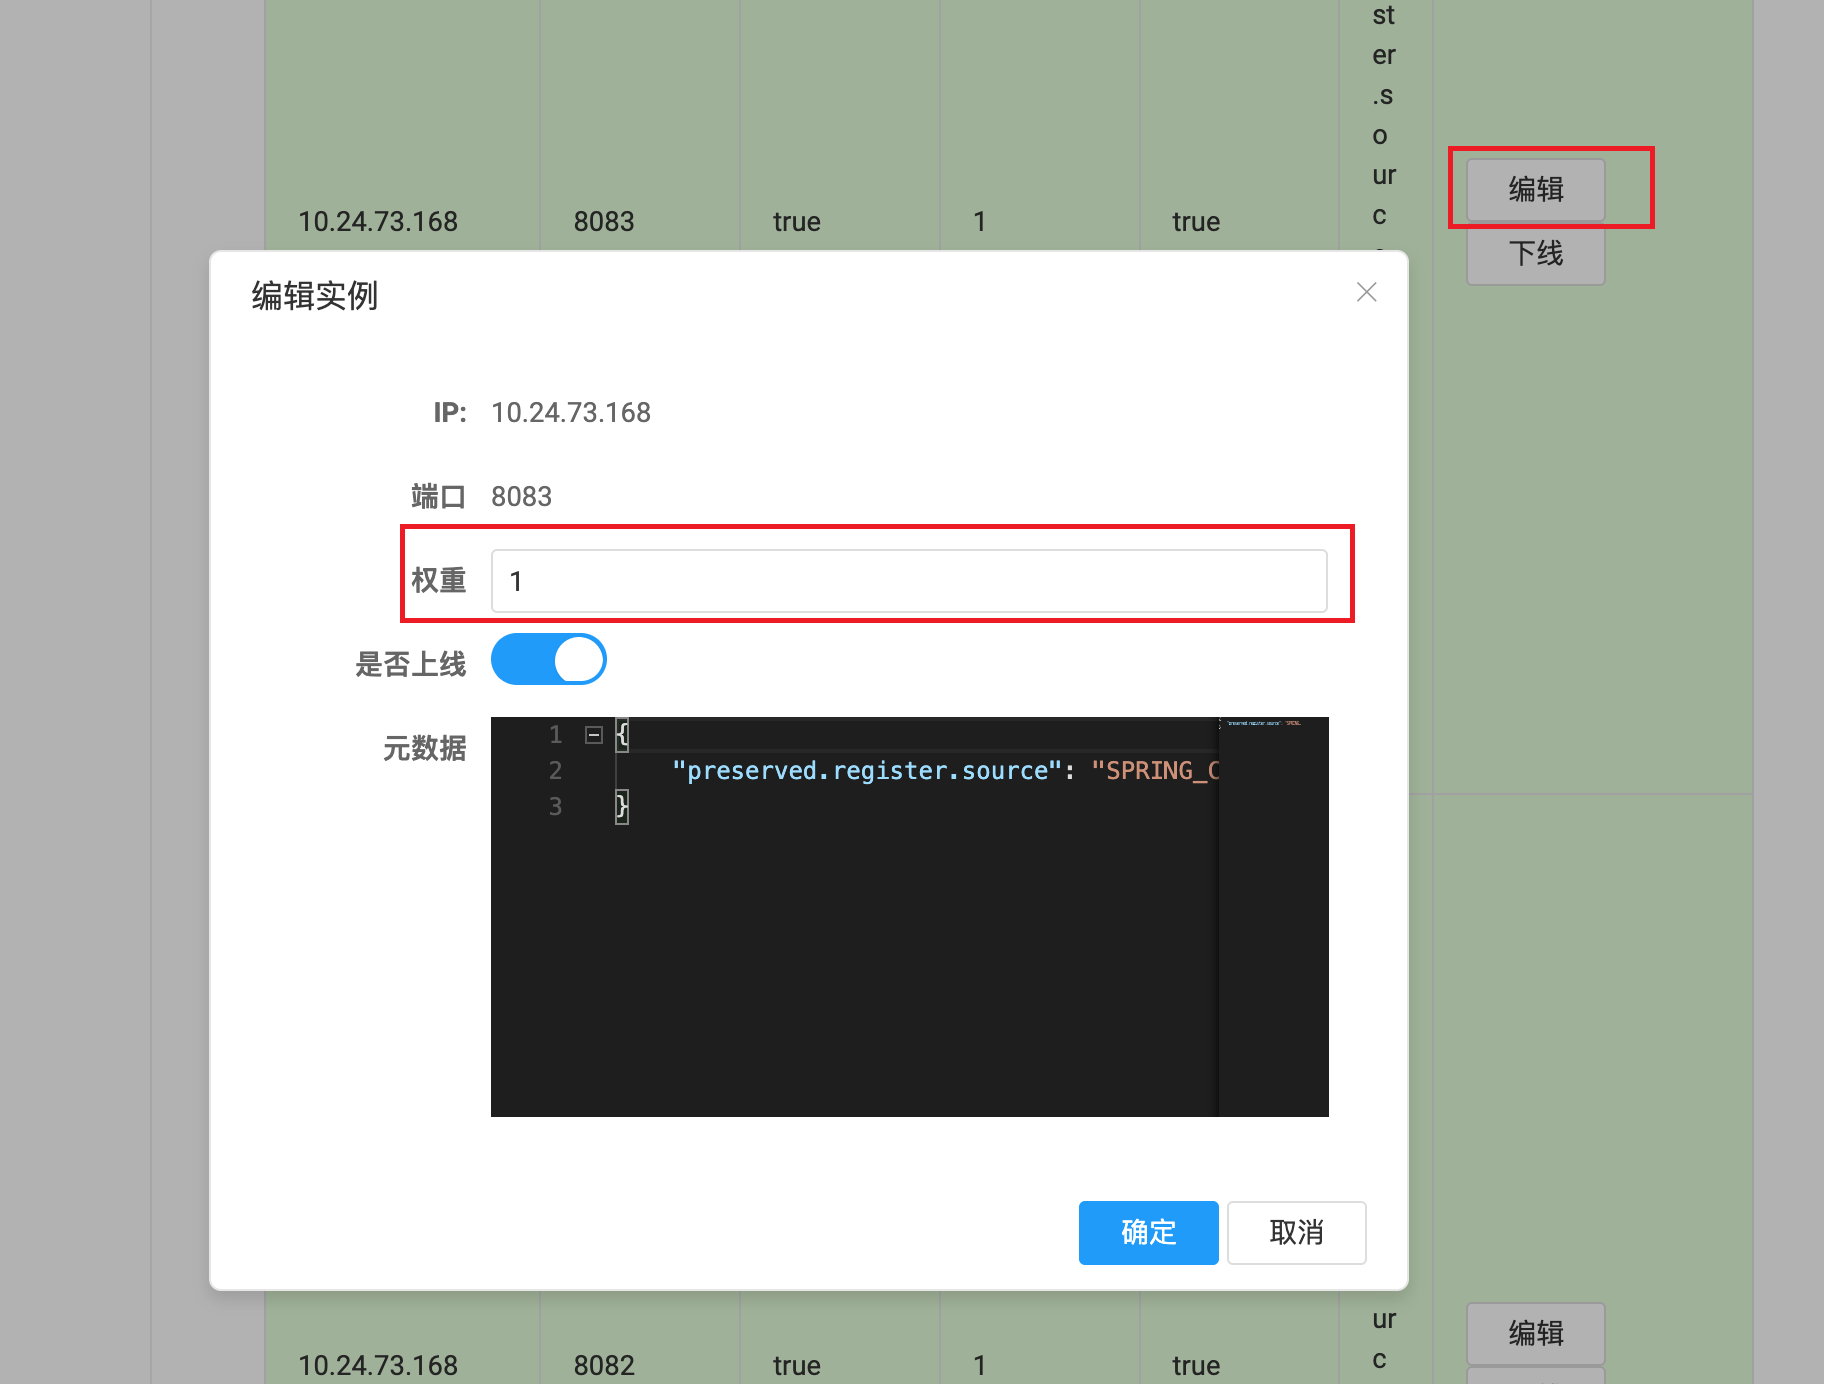 st
er
.s
o
ur
c
10.24.73.168 8083 true 1 true
编辑
下线
编辑实例
IP: 10.24.73.168
端口 8083
权重 1
是否上线
元数据
1 {
2 "preserved.register.source": "SPRING_C
3 }
确定 取消
ur
c
10.24.73.168 8082 true 1 true
编辑